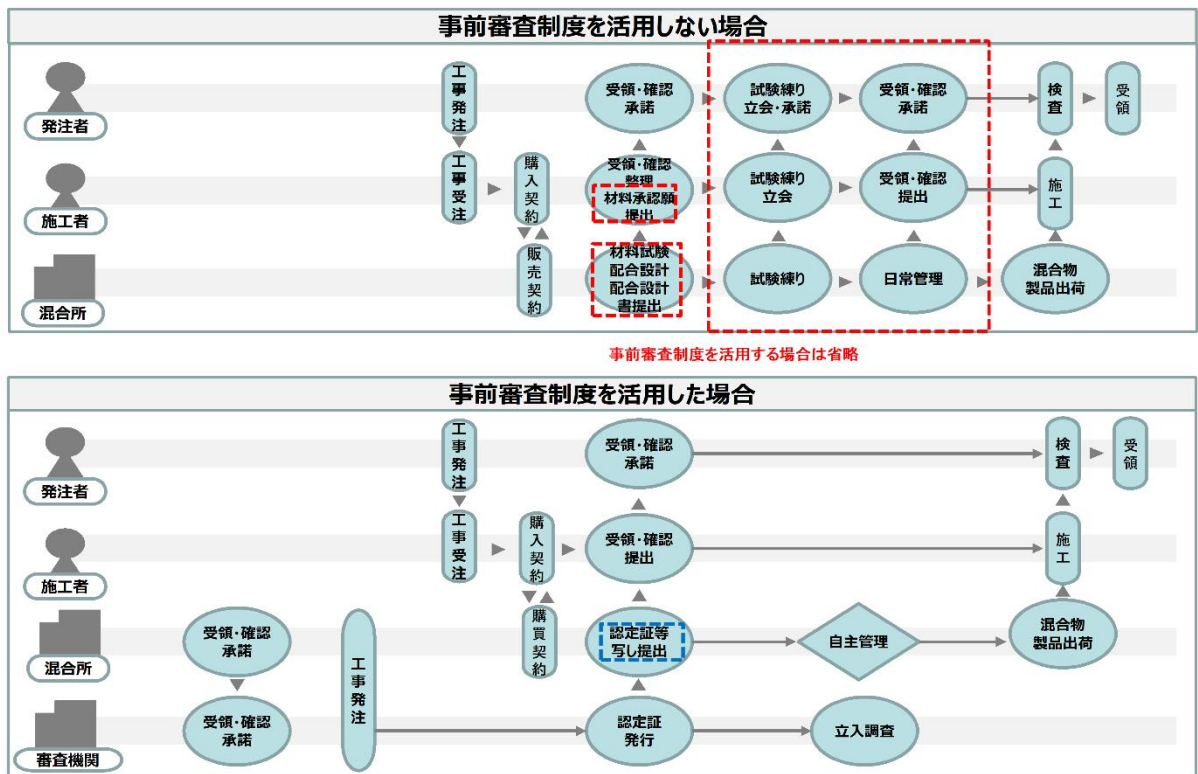 事前審査制度を活用しない場合
発注者
工事発注
受領・確認
承諾
試験練り
立会・承諾
受領・確認
承諾
検査
受領
施工者
工事受注
購入契約
受領・確認
整理
材料承認願
提出
試験練り
立会
受領・確認
提出
施工
混合所
販売契約
材料試験
配合設計
配合設計
書提出
試験練り
日常管理
混合物
製品出荷
事前審査制度を活用する場合は省略
事前審査制度を活用した場合
発注者
工事発注
受領・確認
承諾
検査
受領
施工者
工事受注
購入契約
受領・確認
提出
施工
混合所
受領・確認
承諾
工事発注
購買契約
認定証等
写し提出
自主管理
混合物
製品出荷
審査機関
受領・確認
承諾
認定証
発行
立入調査